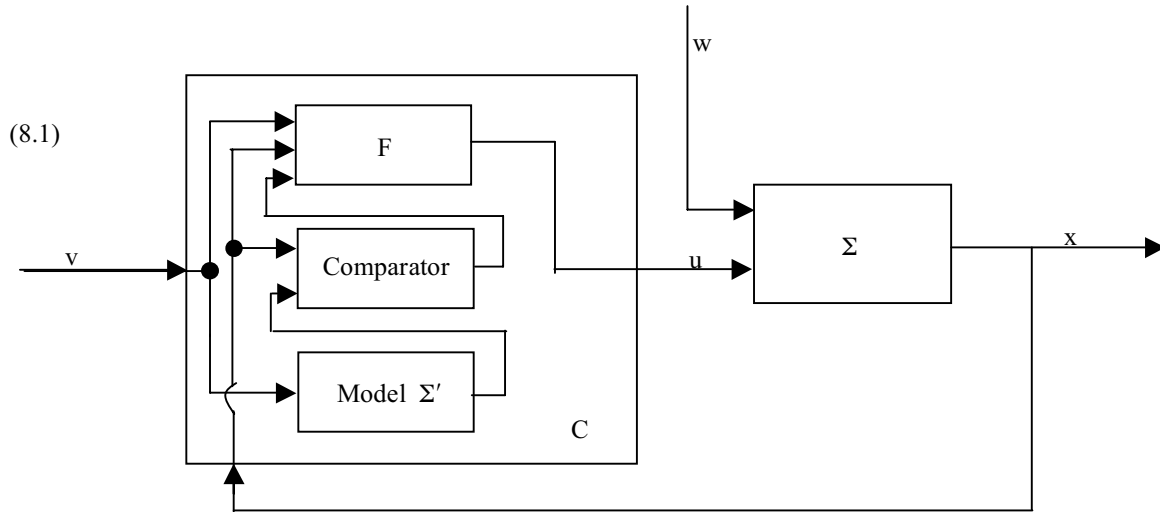 w
(8.1)
F
v
Comparator
u
Σ
x
Model Σ′
C